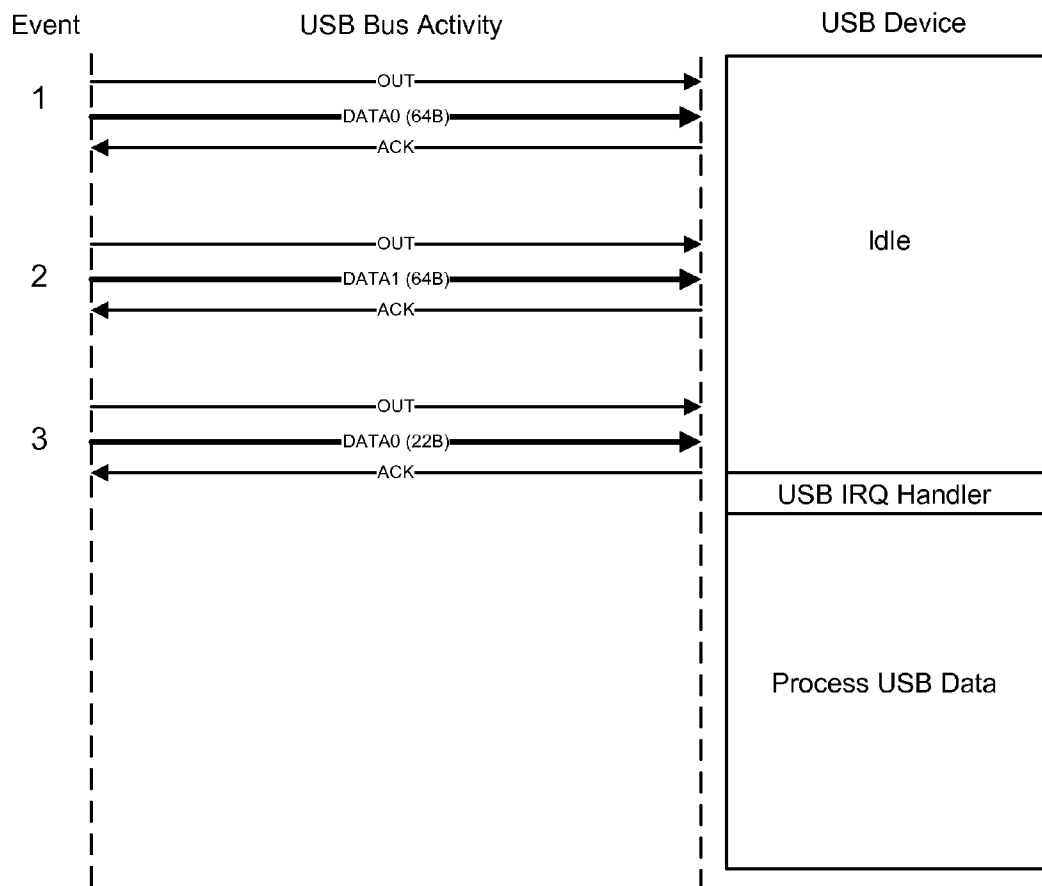 Event USB Bus Activity USB Device
1
OUT
DATA0 (64B)
ACK
2
OUT
DATA1 (64B)
ACK
Idle
3
OUT
DATA0 (22B)
ACK
USB IRQ Handler
Process USB Data